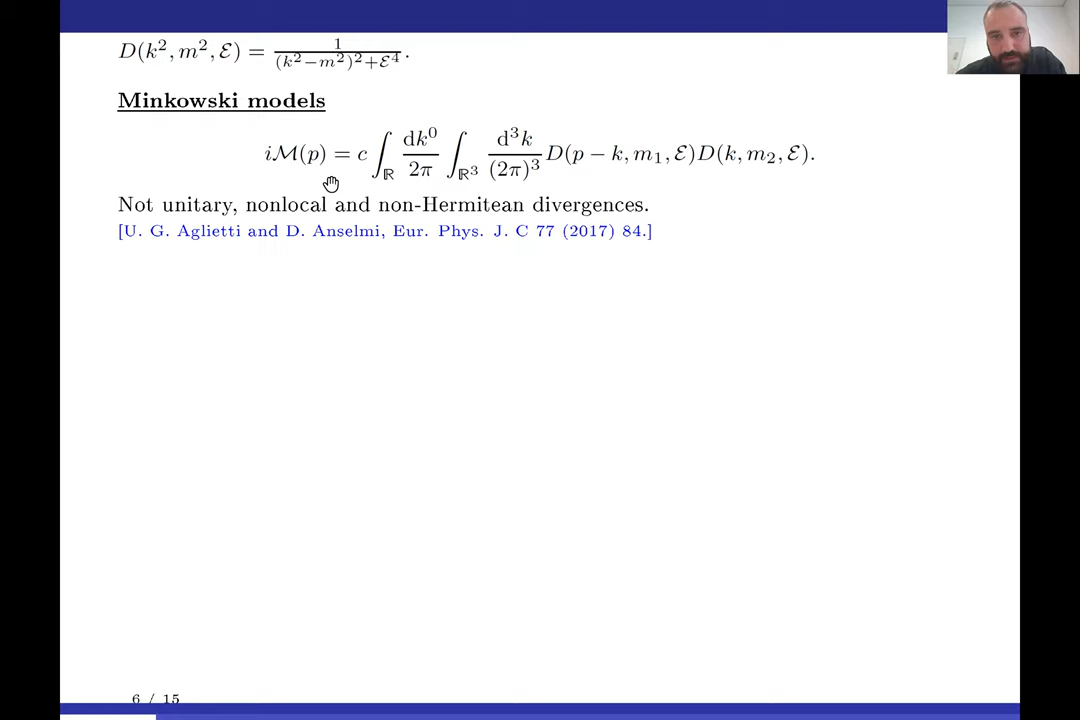 D(k², m², ℰ) = 1/((k²−m²)²+ℰ⁴).
Minkowski models
iℳ(p) = c ∫_ℝ dk⁰/2π ∫_ℝ³ d³k/(2π)³ D(p − k, m₁, ℰ)D(k, m₂, ℰ).
Not unitary, nonlocal and non-Hermitean divergences.
[U. G. Aglietti and D. Anselmi, Eur. Phys. J. C 77 (2017) 84.]
6 / 15